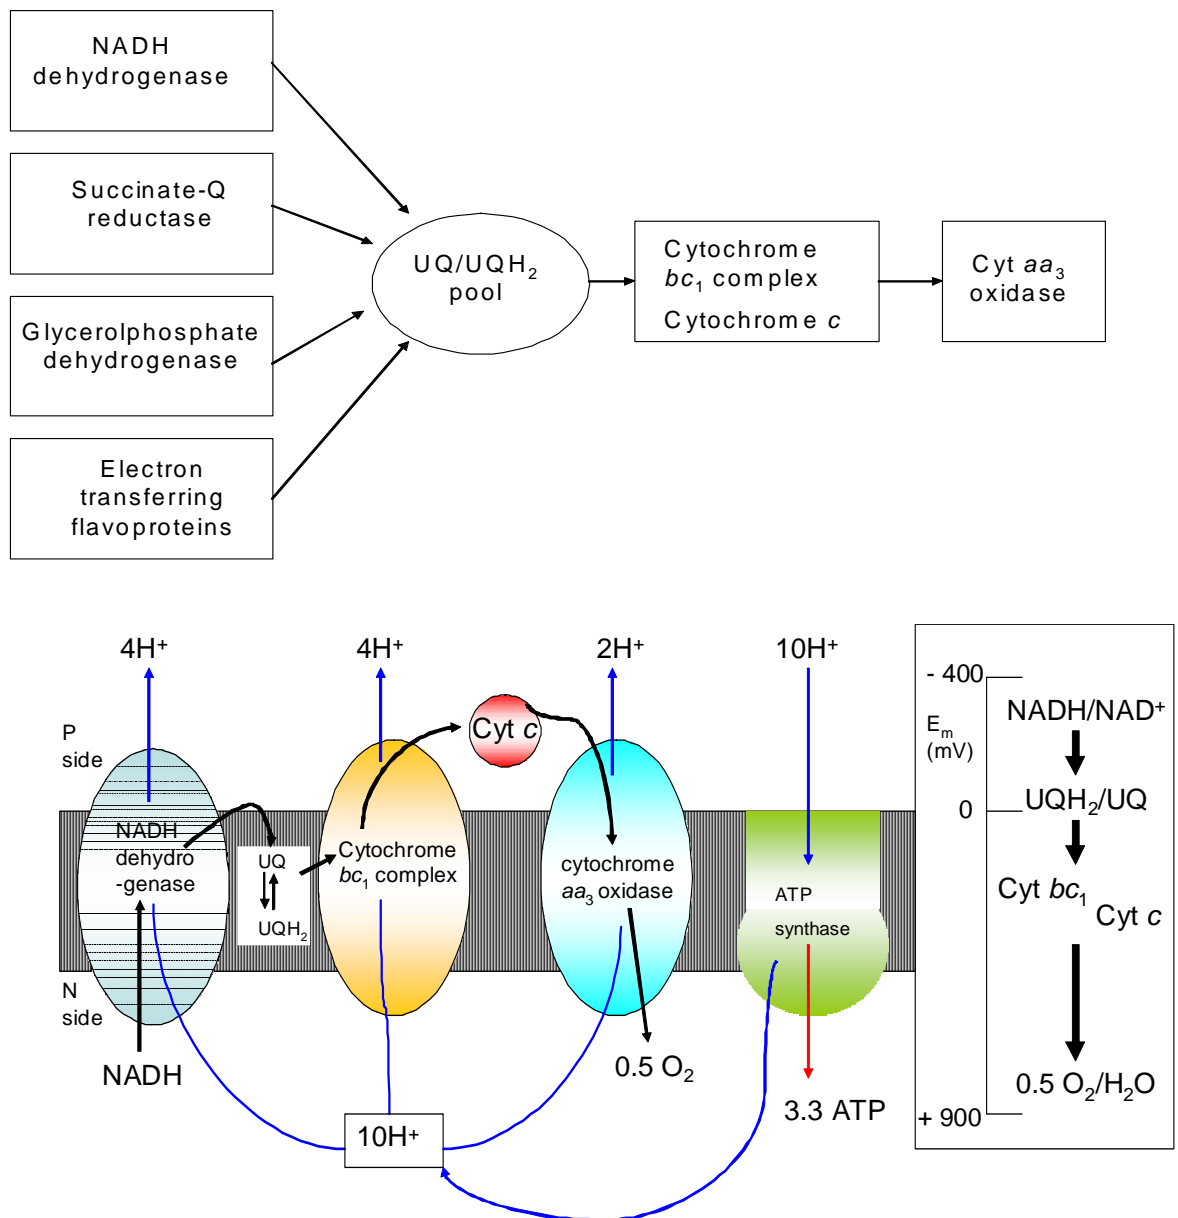 NADH
dehydrogenase
Succinate-Q
reductase
Glycerolphosphate
dehydrogenase
Electron
transferring
flavoproteins
UQ/UQH₂
pool
Cytochrome
bc₁ complex
Cytochrome c
Cyt aa₃
oxidase
4H⁺
4H⁺
2H⁺
10H⁺
P
side
Cyt c
NADH
dehydro
-genase
UQ
UQH₂
Cytochrome
bc₁ complex
cytochrome
aa₃ oxidase
ATP
synthase
N
side
NADH
0.5 O₂
3.3 ATP
10H⁺
- 400
Eₘ
(mV)
0
+ 900
NADH/NAD⁺
UQH₂/UQ
Cyt bc₁
Cyt c
0.5 O₂/H₂O